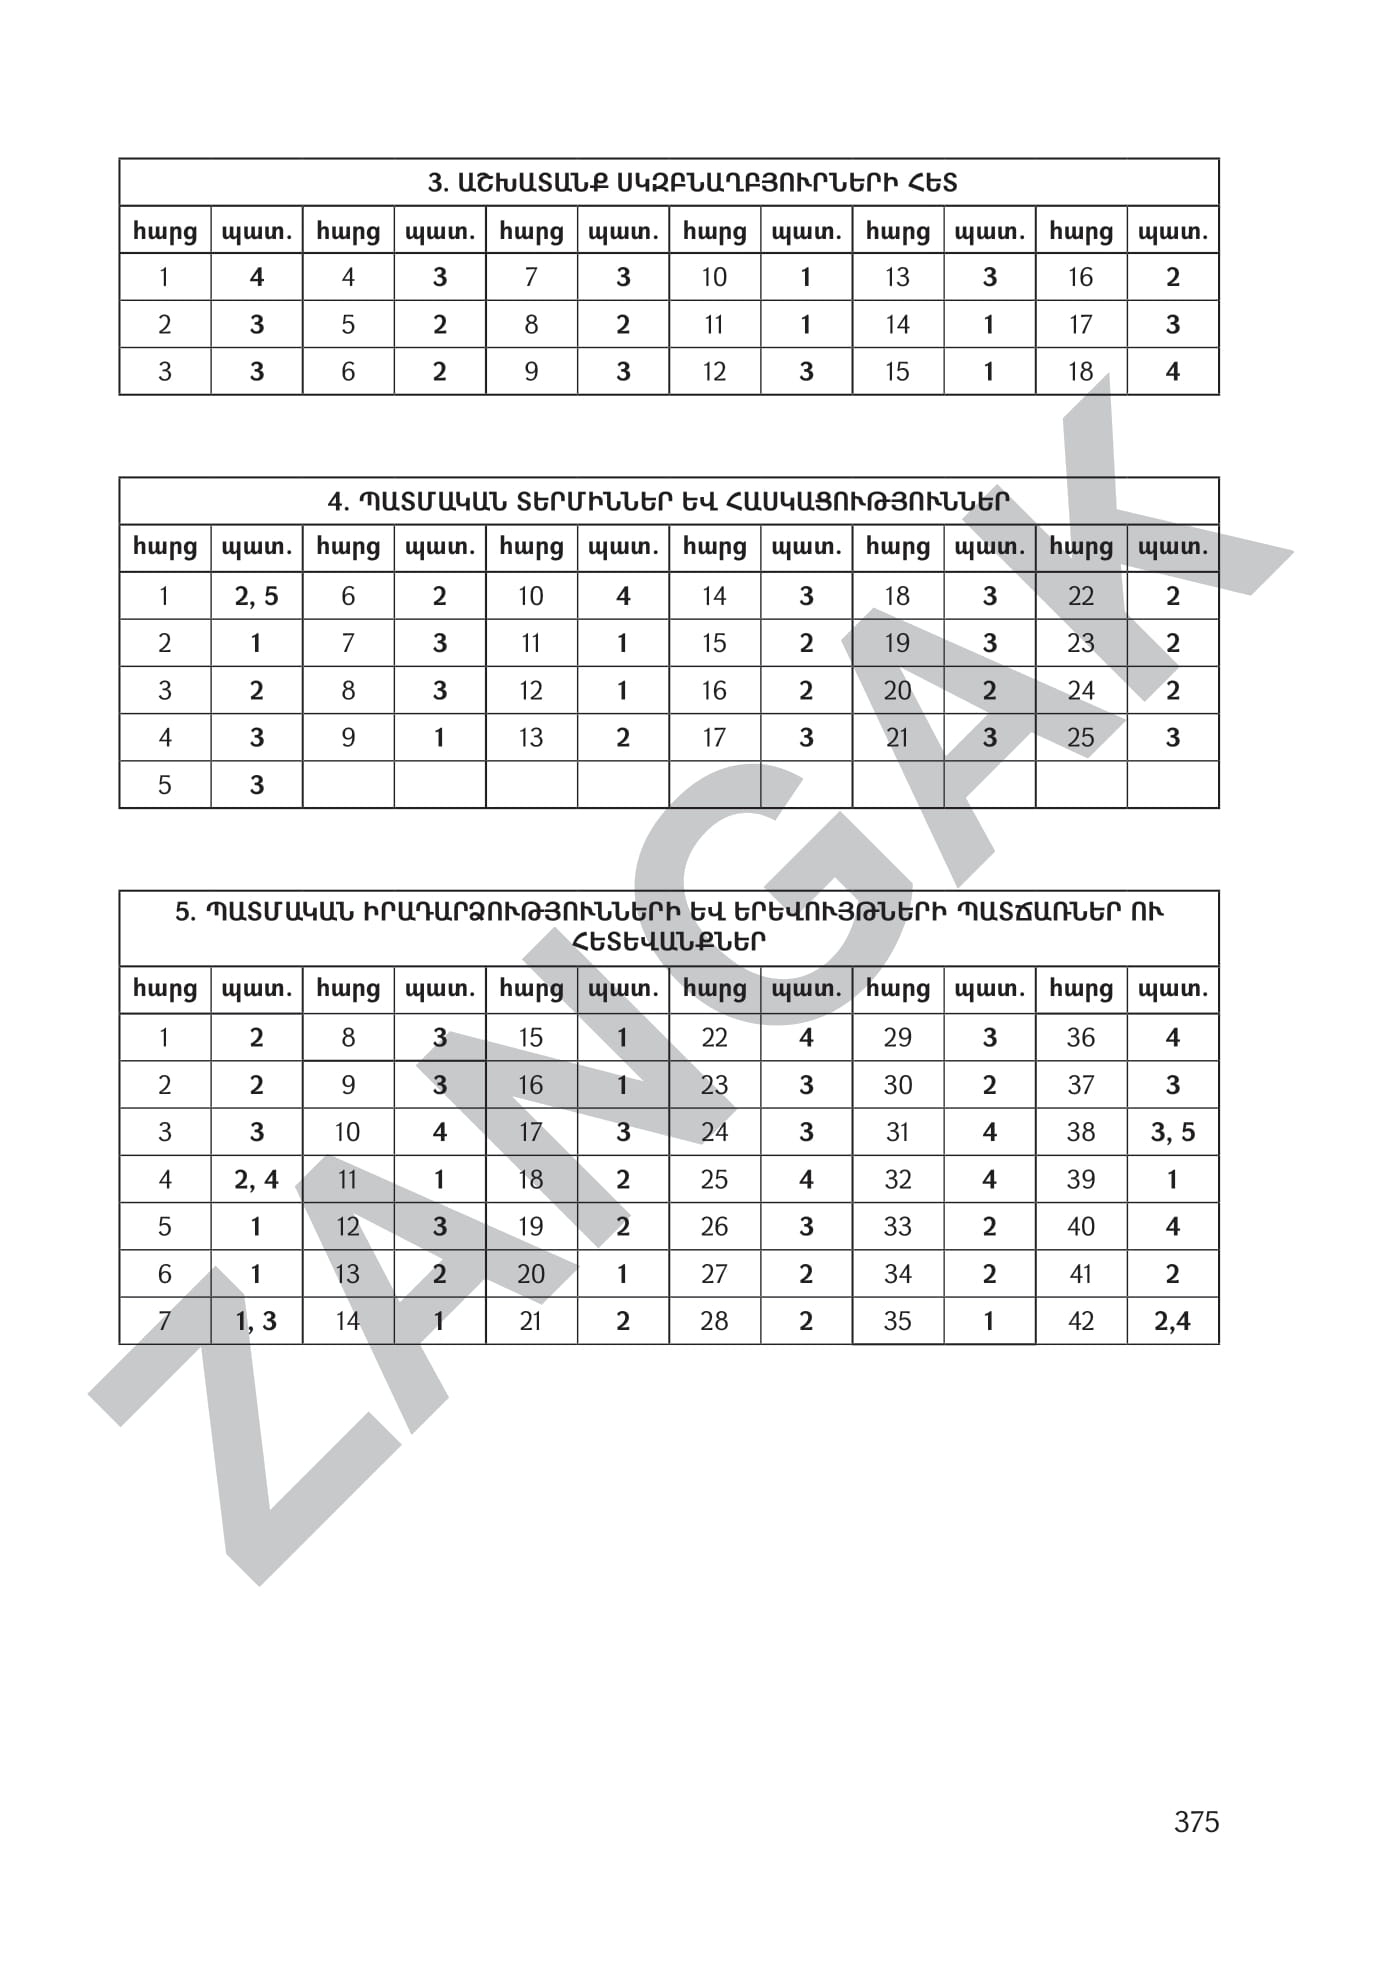 3. ԱՇԽԱՏԱՆՔ ՍԿԶԲՆԱՂԲՅՈՒՐՆԵՐԻ ՀԵՏ
հարց պատ. հարց պատ. հարց պատ. հարց պատ. հարց պատ. հարց պատ.
1 4 4 3 7 3 10 1 13 3 16 2
2 3 5 2 8 2 11 1 14 1 17 3
3 3 6 2 9 3 12 3 15 1 18 4
4. ՊԱՏՄԱԿԱՆ ՏԵՐՄԻՆՆԵՐ ԵՎ ՀԱՍԿԱՑՈՒԹՅՈՒՆՆԵՐ
հարց պատ. հարց պատ. հարց պատ. հարց պատ. հարց պատ. հարց պատ.
1 2, 5 6 2 10 4 14 3 18 3 22 2
2 1 7 3 11 1 15 2 19 3 23 2
3 2 8 3 12 1 16 2 20 2 24 2
4 3 9 1 13 2 17 3 21 3 25 3
5 3
5. ՊԱՏՄԱԿԱՆ ԻՐԱԴԱՐՁՈՒԹՅՈՒՆՆԵՐԻ ԵՎ ԵՐԵՎՈՒՅԹՆԵՐԻ ՊԱՏՃԱՌՆԵՐ ՈՒ
ՀԵՏԵՎԱՆՔՆԵՐ
հարց պատ. հարց պատ. հարց պատ. հարց պատ. հարց պատ. հարց պատ.
1 2 8 3 15 1 22 4 29 3 36 4
2 2 9 3 16 1 23 3 30 2 37 3
3 3 10 4 17 3 24 3 31 4 38 3, 5
4 2, 4 11 1 18 2 25 4 32 4 39 1
5 1 12 3 19 2 26 3 33 2 40 4
6 1 13 2 20 1 27 2 34 2 41 2
7 1, 3 14 1 21 2 28 2 35 1 42 2,4
ZANGAK
375